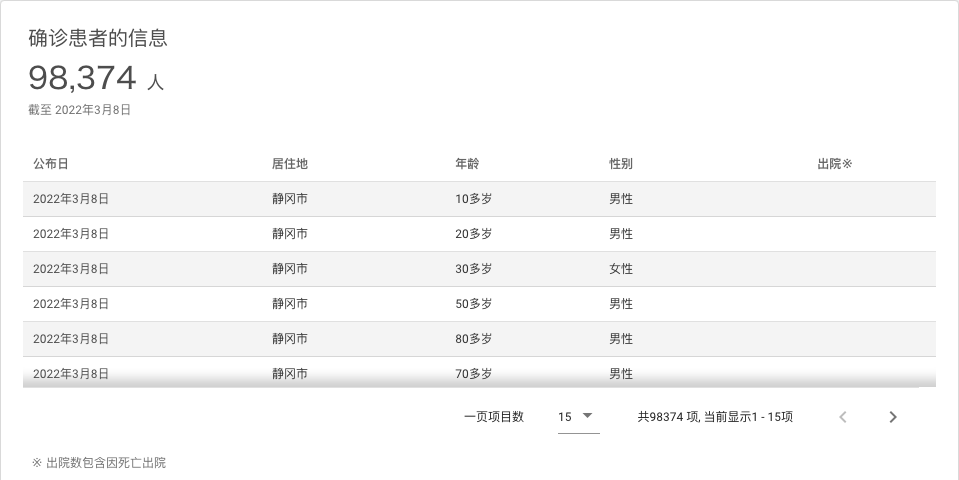 确诊患者的信息
98,374 人
截至 2022年3月8日
公布日 居住地 年龄 性别 出院※
2022年3月8日 静冈市 10多岁 男性
2022年3月8日 静冈市 20多岁 男性
2022年3月8日 静冈市 30多岁 女性
2022年3月8日 静冈市 50多岁 男性
2022年3月8日 静冈市 80多岁 男性
2022年3月8日 静冈市 70多岁 男性
一页项目数 15 共98374 项, 当前显示1 - 15项
※ 出院数包含因死亡出院